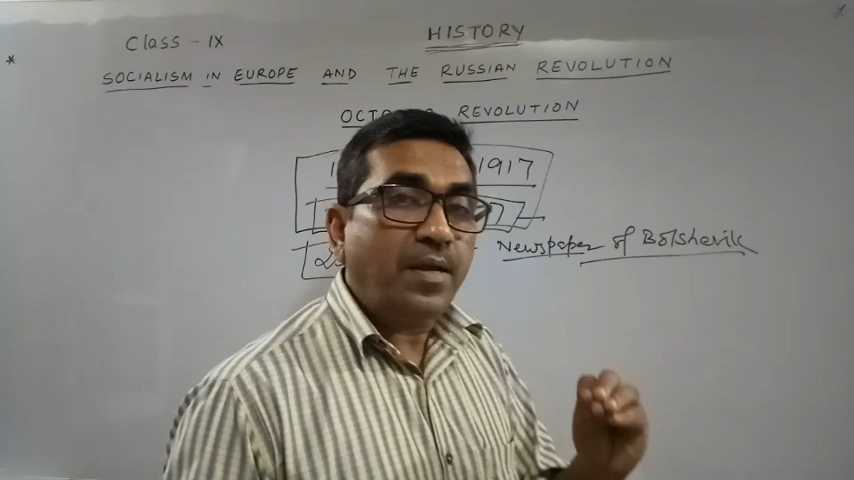 Class - IX
HISTORY
SOCIALISM IN EUROPE AND THE RUSSIAN REVOLUTION
REVOLUTION
1917
Newspaper of Bolshevik